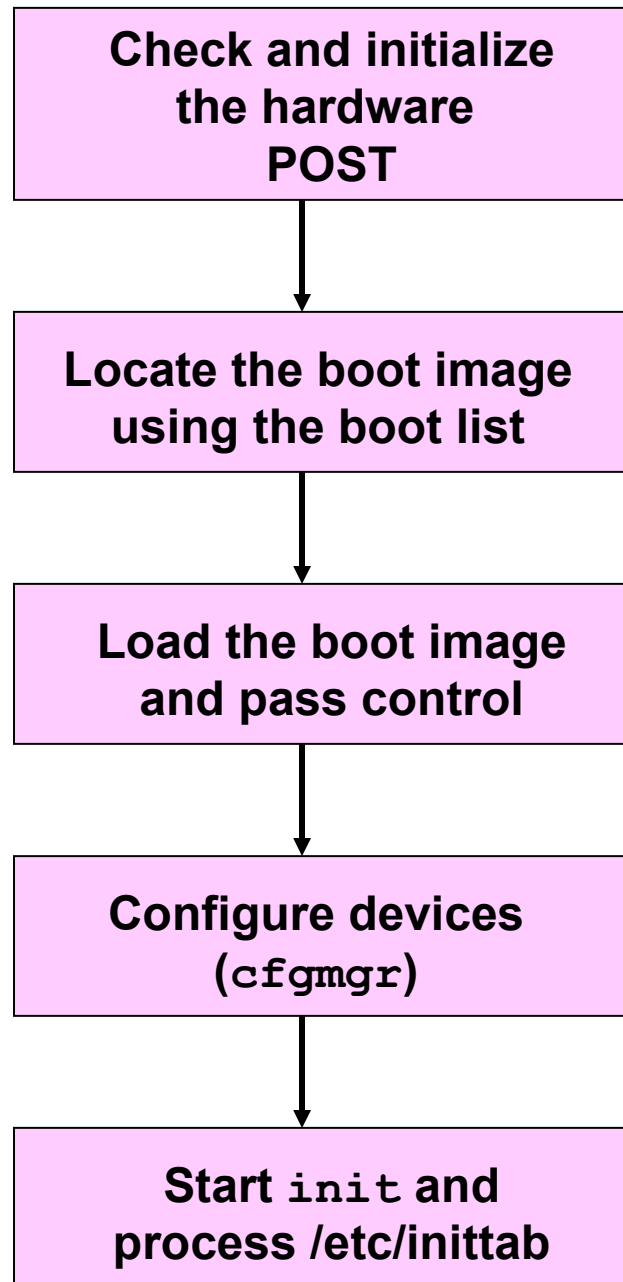 Check and initialize
the hardware
POST
Locate the boot image
using the boot list
Load the boot image
and pass control
Configure devices
(cfgmgr)
Start init and
process /etc/inittab